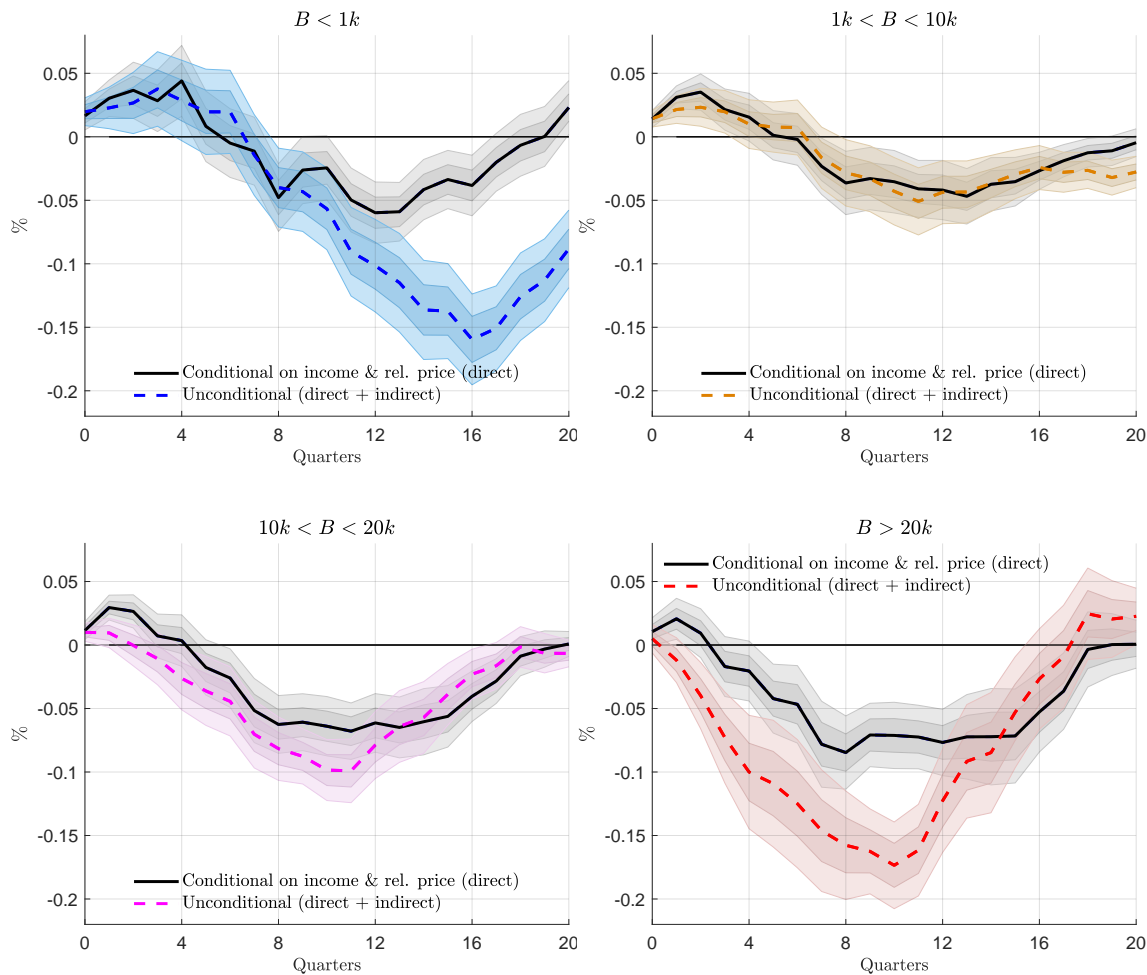 B < 1k
0.05
0
-0.05
-0.1
-0.15
-0.2
%
Conditional on income & rel. price (direct)
Unconditional (direct + indirect)
0 4 8 12 16 20
Quarters
1k < B < 10k
0.05
0
-0.05
-0.1
-0.15
-0.2
%
Conditional on income & rel. price (direct)
Unconditional (direct + indirect)
0 4 8 12 16 20
Quarters
10k < B < 20k
0.05
0
-0.05
-0.1
-0.15
-0.2
%
Conditional on income & rel. price (direct)
Unconditional (direct + indirect)
0 4 8 12 16 20
Quarters
B > 20k
Conditional on income & rel. price (direct)
Unconditional (direct + indirect)
0.05
0
-0.05
-0.1
-0.15
-0.2
%
0 4 8 12 16 20
Quarters